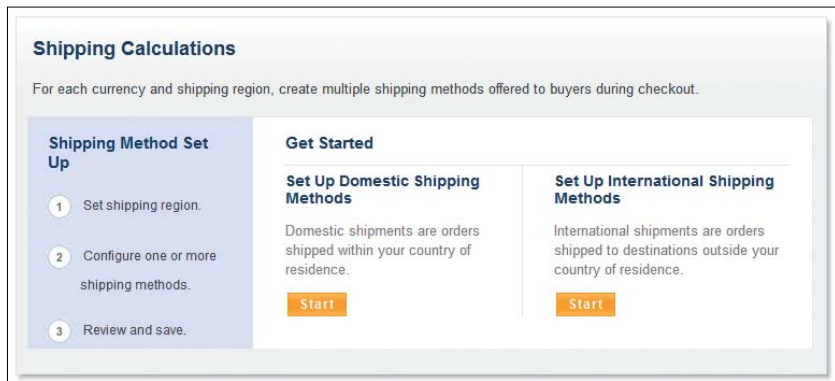 Shipping Calculations
For each currency and shipping region, create multiple shipping methods offered to buyers during checkout.
Shipping Method Set
Up
1 Set shipping region.
2 Configure one or more
shipping methods.
3 Review and save.
Get Started
Set Up Domestic Shipping
Methods
Domestic shipments are orders
shipped within your country of
residence.
Start
Set Up International Shipping
Methods
International shipments are orders
shipped to destinations outside your
country of residence.
Start